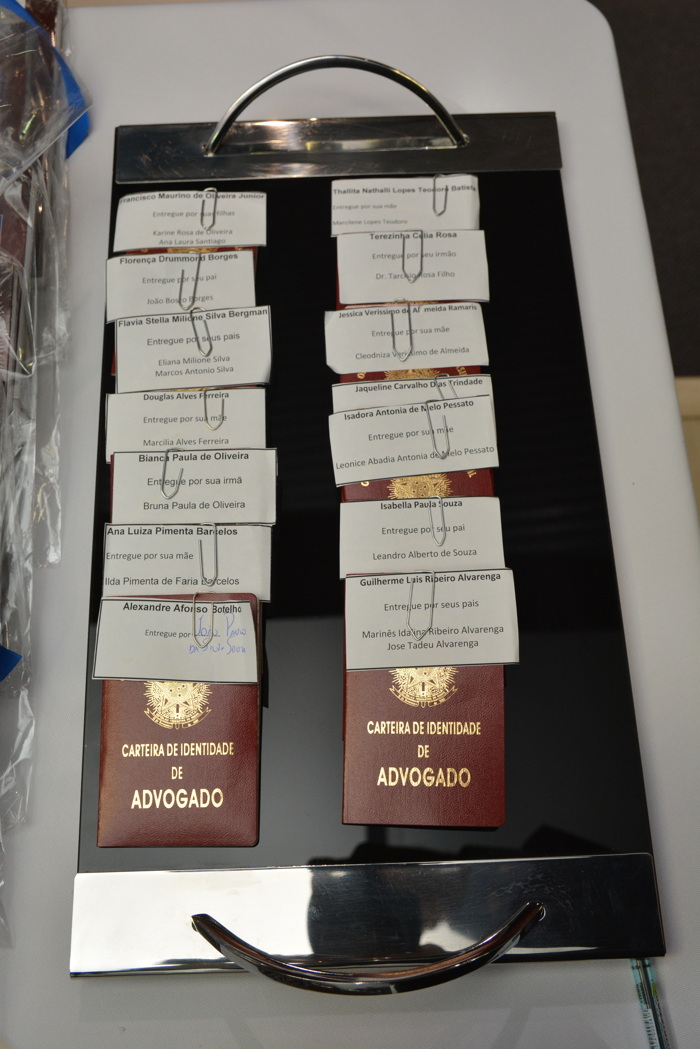 Francisco Maurino de Oliveira Junior
Entregue por suas filhas
Karine Rosa de Oliveira
Ana Laura Santiago
Florença Drummond Borges
Entregue por seu pai
João Bosco Borges
Flavia Stella Milione Silva Bergman
Entregue por seus pais
Eliana Milione Silva
Marcos Antonio Silva
Douglas Alves Ferreira
Entregue por sua mãe
Marcilia Alves Ferreira
Bianca Paula de Oliveira
Entregue por sua irmã
Bruna Paula de Oliveira
Ana Luiza Pimenta Barcelos
Entregue por sua mãe
Ilda Pimenta de Faria Barcelos
Alexandre Afonso Botelho
Entregue por
CARTEIRA DE IDENTIDADE
DE
ADVOGADO
Thallita Nathalli Lopes Teodoro Batista
Entregue por sua mãe
Marcilene Lopes Teodoro
Terezinha Célia Rosa
Entregue por seu irmão
Dr. Tarcísio Rosa Filho
Jessica Verissimo de Almeida Ramaris
Entregue por sua mãe
Cleodniza Verissimo de Almeida
Jaqueline Carvalho Dias Trindade
Isadora Antonia de Melo Pessato
Entregue por sua mãe
Leonice Abadia Antonia de Melo Pessato
Isabella Paula Souza
Entregue por seu pai
Leandro Alberto de Souza
Guilherme Luis Ribeiro Alvarenga
Entregue por seus pais
Marinês Idalina Ribeiro Alvarenga
Jose Tadeu Alvarenga
CARTEIRA DE IDENTIDADE
DE
ADVOGADO